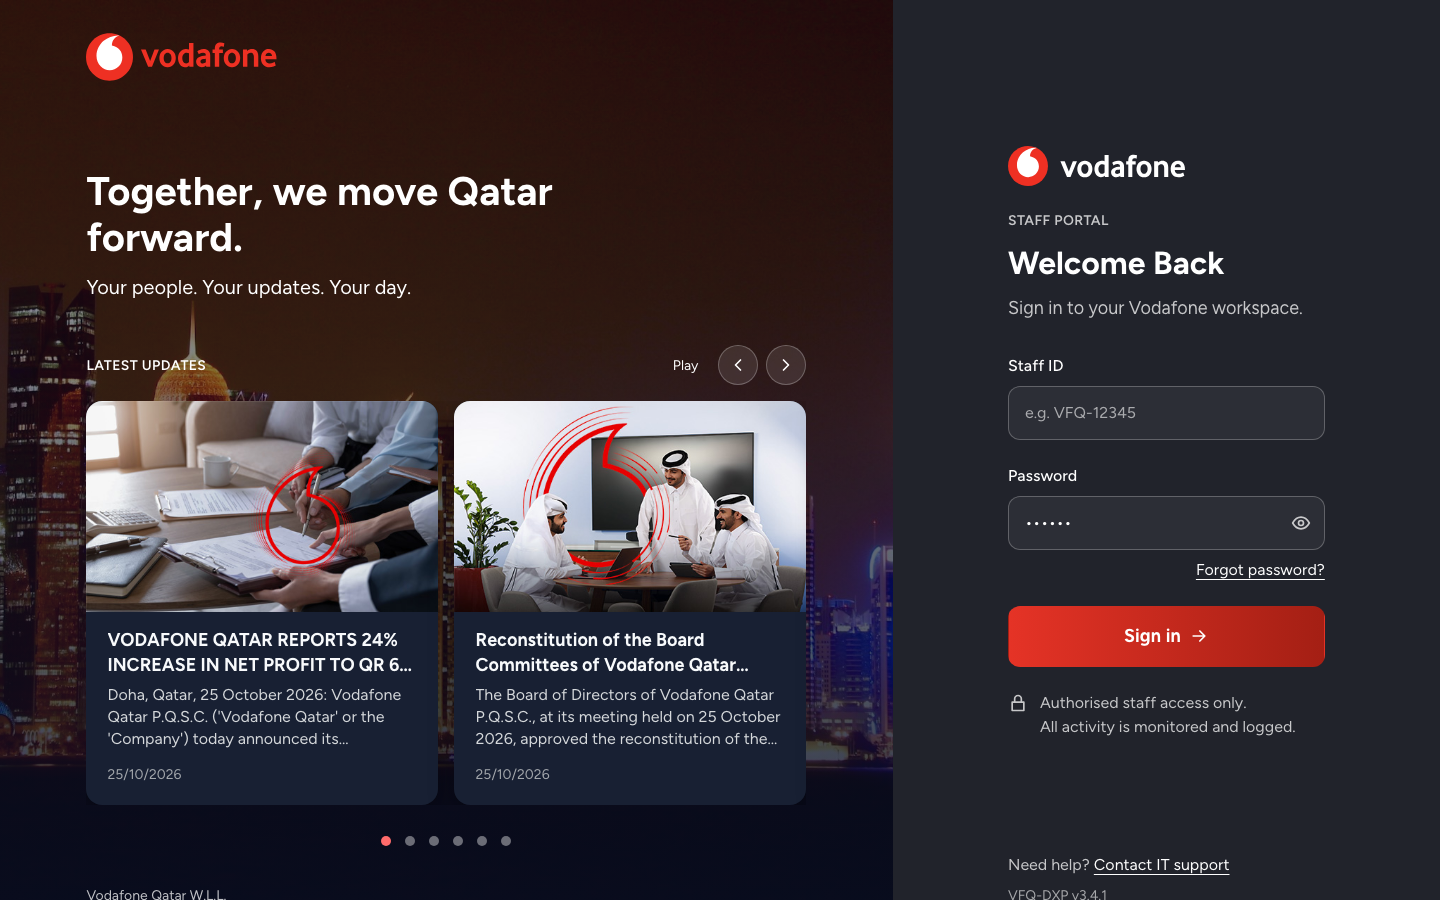 vodafone
Together, we move Qatar
forward.
Your people. Your updates. Your day.
LATEST UPDATES
Play
VODAFONE QATAR REPORTS 24%
INCREASE IN NET PROFIT TO QR 6...
Doha, Qatar, 25 October 2026: Vodafone
Qatar P.Q.S.C. ('Vodafone Qatar' or the
'Company') today announced its...
25/10/2026
Reconstitution of the Board
Committees of Vodafone Qatar...
The Board of Directors of Vodafone Qatar
P.Q.S.C., at its meeting held on 25 October
2026, approved the reconstitution of the...
25/10/2026
Vodafone Qatar W.L.L.
vodafone
STAFF PORTAL
Welcome Back
Sign in to your Vodafone workspace.
Staff ID
e.g. VFQ-12345
Password
••••••
Forgot password?
Sign in →
Authorised staff access only.
All activity is monitored and logged.
Need help? Contact IT support
VFQ-DXP v3.4.1